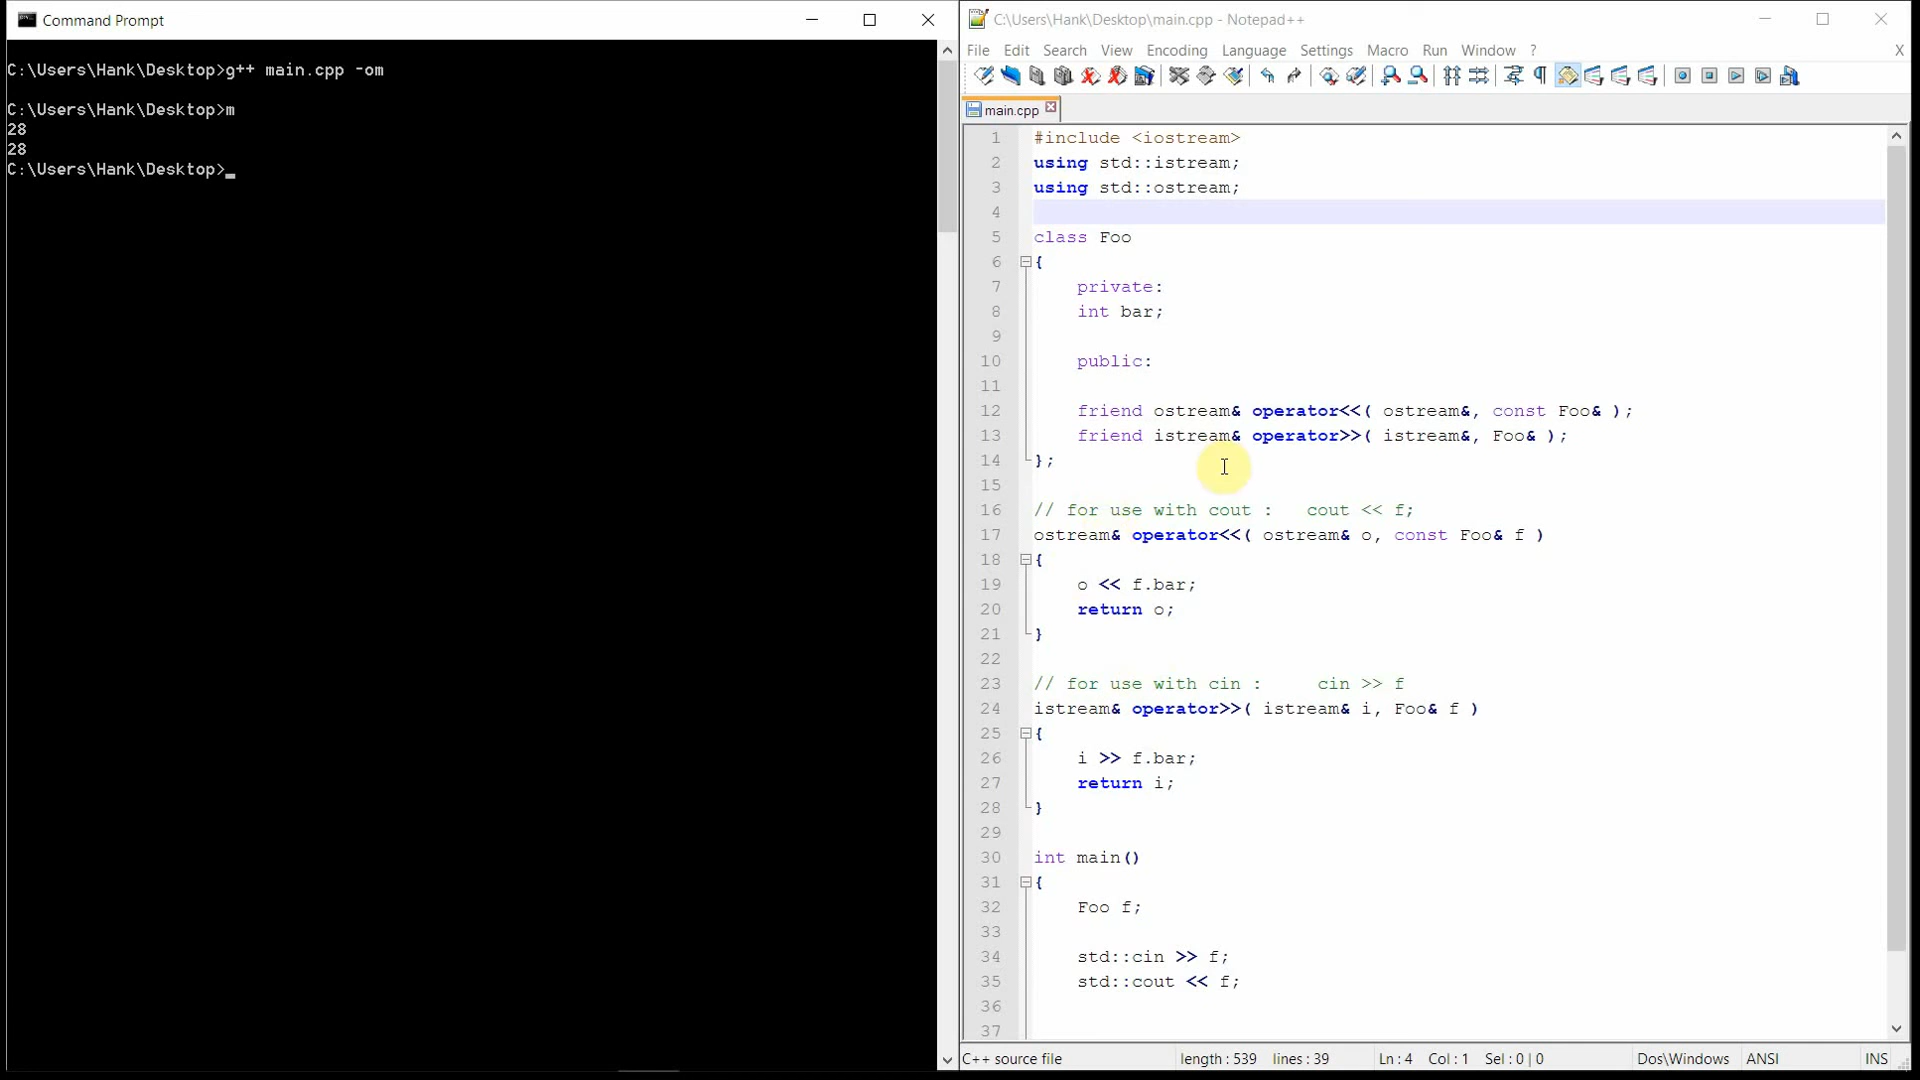 Command Prompt
C:\Users\Hank\Desktop>g++ main.cpp -om
C:\Users\Hank\Desktop>m
28
28
C:\Users\Hank\Desktop>_
C:\Users\Hank\Desktop\main.cpp - Notepad++
File Edit Search View Encoding Language Settings Macro Run Window ? X
main.cpp
1 #include <iostream>
2 using std::istream;
3 using std::ostream;
4
5 class Foo
6 {
7 private:
8 int bar;
9
10 public:
11
12 friend ostream& operator<<( ostream&, const Foo& );
13 friend istream& operator>>( istream&, Foo& );
14 };
15
16 // for use with cout :   cout << f;
17 ostream& operator<<( ostream& o, const Foo& f )
18 {
19 o << f.bar;
20 return o;
21 }
22
23 // for use with cin :     cin >> f
24 istream& operator>>( istream& i, Foo& f )
25 {
26 i >> f.bar;
27 return i;
28 }
29
30 int main()
31 {
32 Foo f;
33
34 std::cin >> f;
35 std::cout << f;
36
37
C++ source file length : 539 lines : 39 Ln : 4 Col : 1 Sel : 0 | 0 Dos\Windows ANSI INS